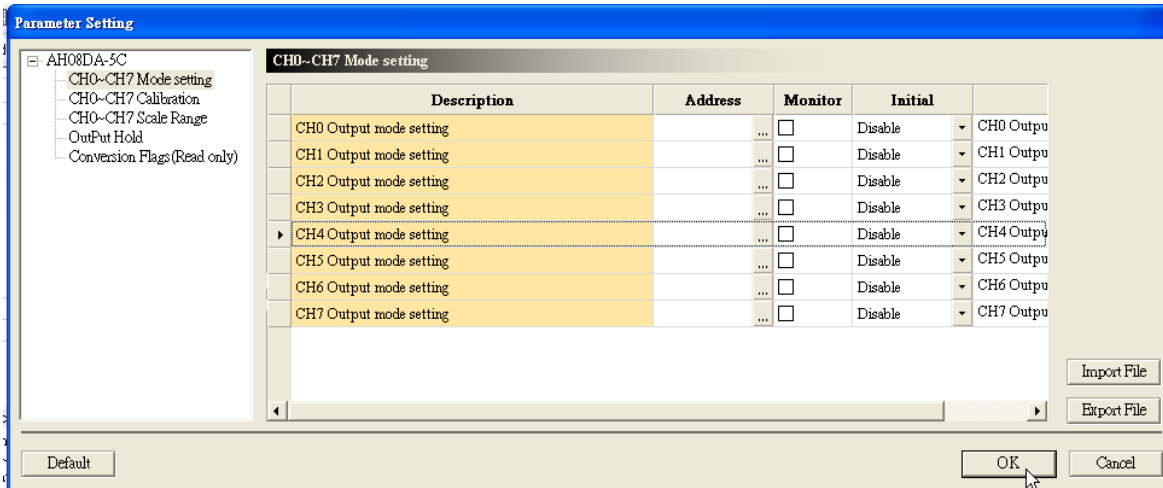 Parameter Setting
AH08DA-5C
CH0~CH7 Mode setting
CH0~CH7 Calibration
CH0~CH7 Scale Range
OutPut Hold
Conversion Flags(Read only)
CH0~CH7 Mode setting
Description Address Monitor Initial
CH0 Output mode setting ... Disable CH0 Outpu
CH1 Output mode setting ... Disable CH1 Outpu
CH2 Output mode setting ... Disable CH2 Outpu
CH3 Output mode setting ... Disable CH3 Outpu
CH4 Output mode setting ... Disable CH4 Outpu
CH5 Output mode setting ... Disable CH5 Outpu
CH6 Output mode setting ... Disable CH6 Outpu
CH7 Output mode setting ... Disable CH7 Outpu
Import File
Export File
Default OK Cancel